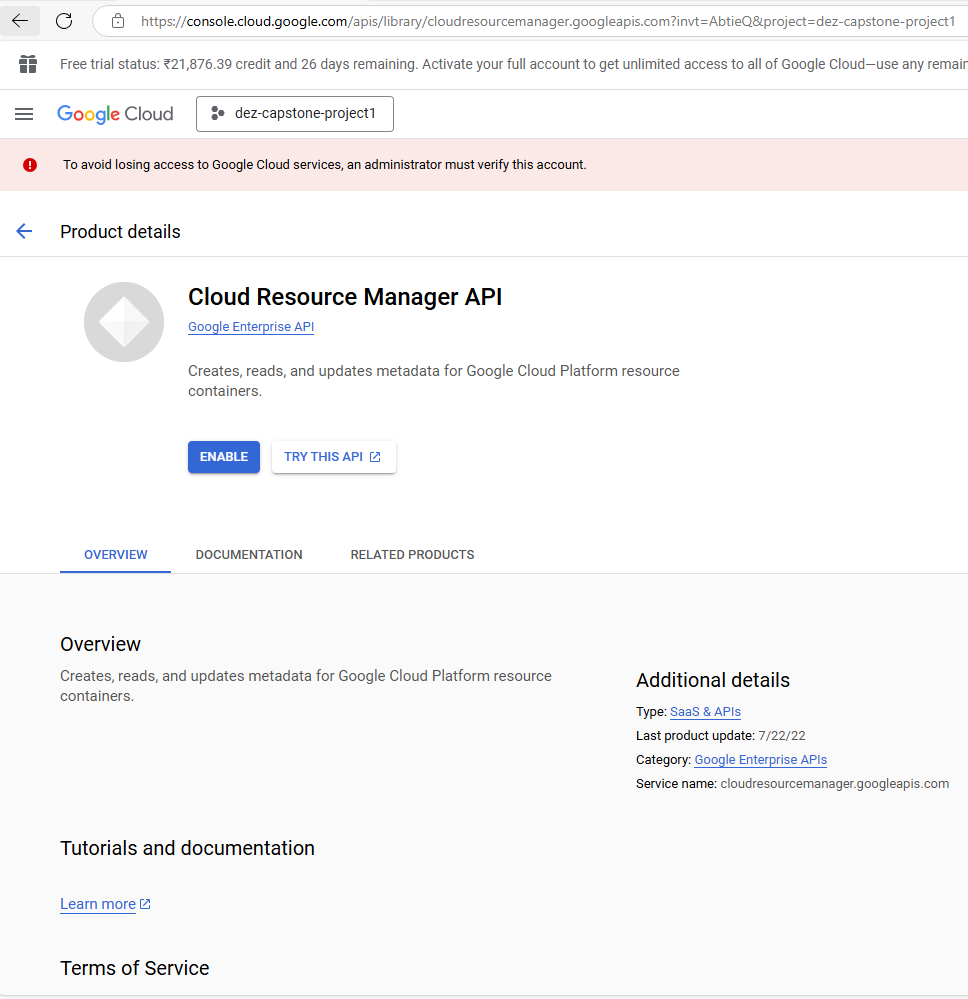 https://console.cloud.google.com/apis/library/cloudresourcemanager.googleapis.com?invt=AbtieQ&project=dez-capstone-project1
Free trial status: ₹21,876.39 credit and 26 days remaining. Activate your full account to get unlimited access to all of Google Cloud—use any remain
Google Cloud
dez-capstone-project1
To avoid losing access to Google Cloud services, an administrator must verify this account.
Product details
Cloud Resource Manager API
Google Enterprise API
Creates, reads, and updates metadata for Google Cloud Platform resource
containers.
ENABLE
TRY THIS API
OVERVIEW
DOCUMENTATION
RELATED PRODUCTS
Overview
Creates, reads, and updates metadata for Google Cloud Platform resource
containers.
Additional details
Type: SaaS & APIs
Last product update: 7/22/22
Category: Google Enterprise APIs
Service name: cloudresourcemanager.googleapis.com
Tutorials and documentation
Learn more
Terms of Service